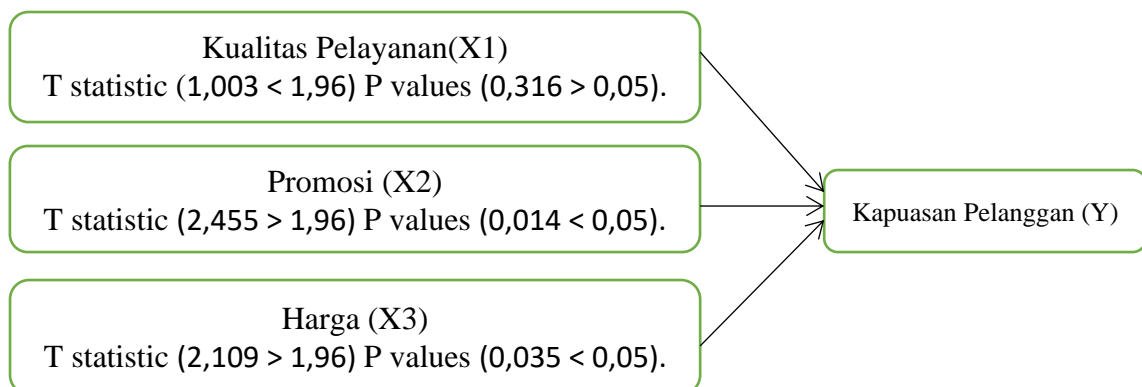 Kualitas Pelayanan(X1)
T statistic (1,003 < 1,96) P values (0,316 > 0,05).
Promosi (X2)
T statistic (2,455 > 1,96) P values (0,014 < 0,05).
Harga (X3)
T statistic (2,109 > 1,96) P values (0,035 < 0,05).
Kapuasan Pelanggan (Y)